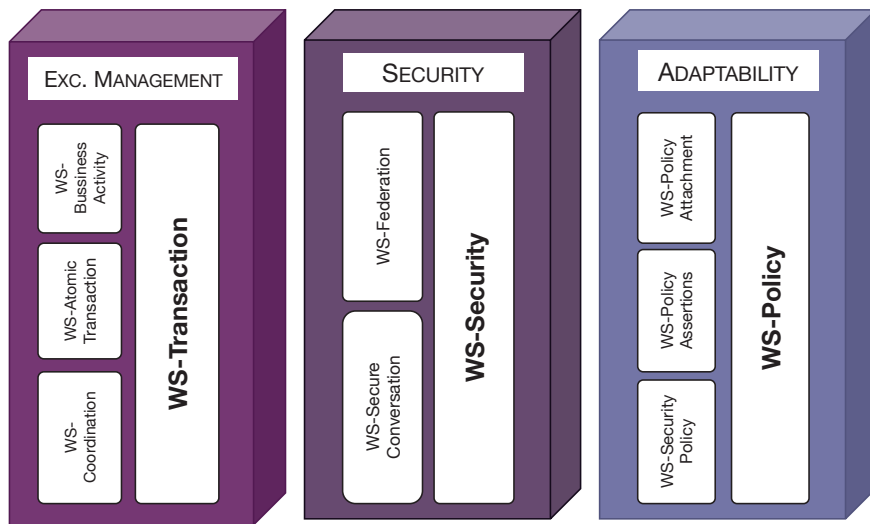 EXC. MANAGEMENT
WS-
Bussiness
Activity
WS-Atomic
Transaction
WS-
Coordination
WS-Transaction
SECURITY
WS-Federation
WS-Secure
Conversation
WS-Security
ADAPTABILITY
WS-Policy
Attachment
WS-Policy
Assertions
WS-Security
Policy
WS-Policy